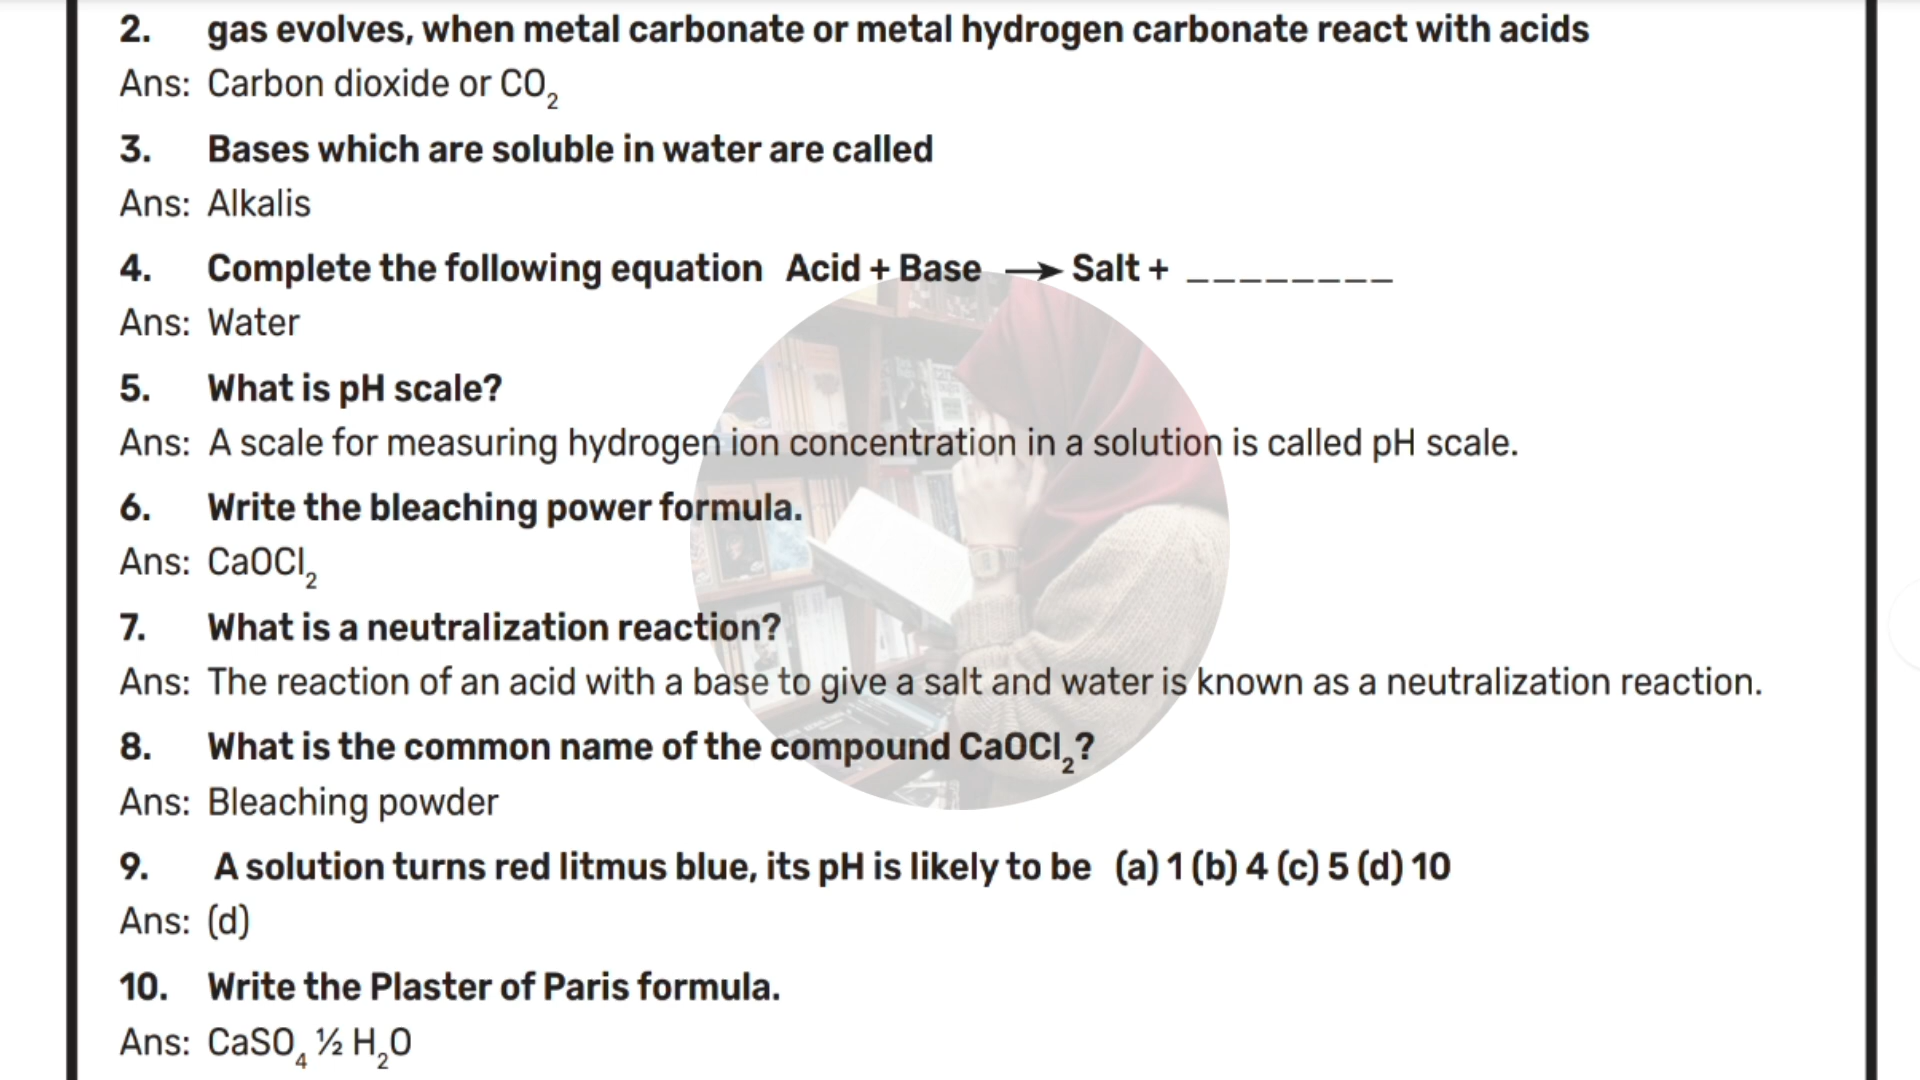 2. gas evolves, when metal carbonate or metal hydrogen carbonate react with acids
Ans: Carbon dioxide or CO₂
3. Bases which are soluble in water are called
Ans: Alkalis
4. Complete the following equation Acid + Base ⟶ Salt + ________
Ans: Water
5. What is pH scale?
Ans: A scale for measuring hydrogen ion concentration in a solution is called pH scale.
6. Write the bleaching power formula.
Ans: CaOCl₂
7. What is a neutralization reaction?
Ans: The reaction of an acid with a base to give a salt and water is known as a neutralization reaction.
8. What is the common name of the compound CaOCl₂?
Ans: Bleaching powder
9. A solution turns red litmus blue, its pH is likely to be (a) 1 (b) 4 (c) 5 (d) 10
Ans: (d)
10. Write the Plaster of Paris formula.
Ans: CaSO₄ ½ H₂O